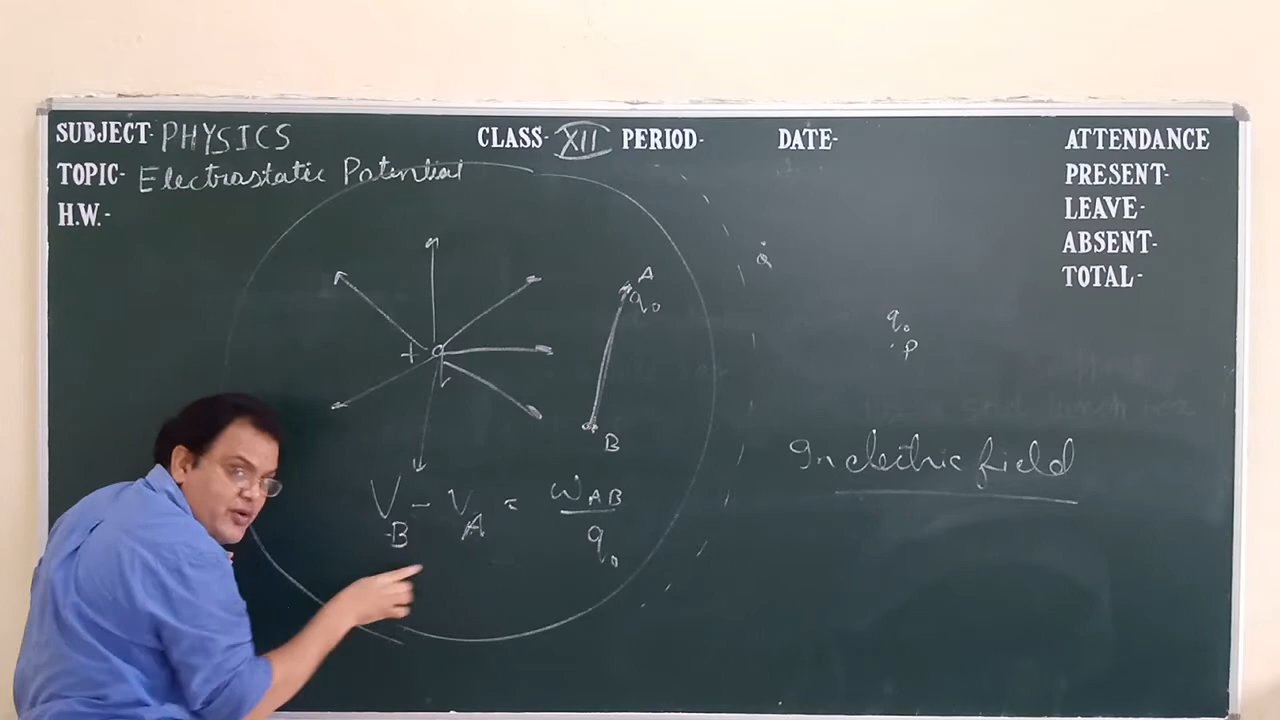 SUBJECT- PHYSICS CLASS- XII PERIOD- DATE- ATTENDANCE
TOPIC- Electrostatic Potential PRESENT-
H.W.- LEAVE-
ABSENT-
TOTAL-
A
q₀
q₀
+
P
B
In electric field
V_B - V_A = W_AB / q₀